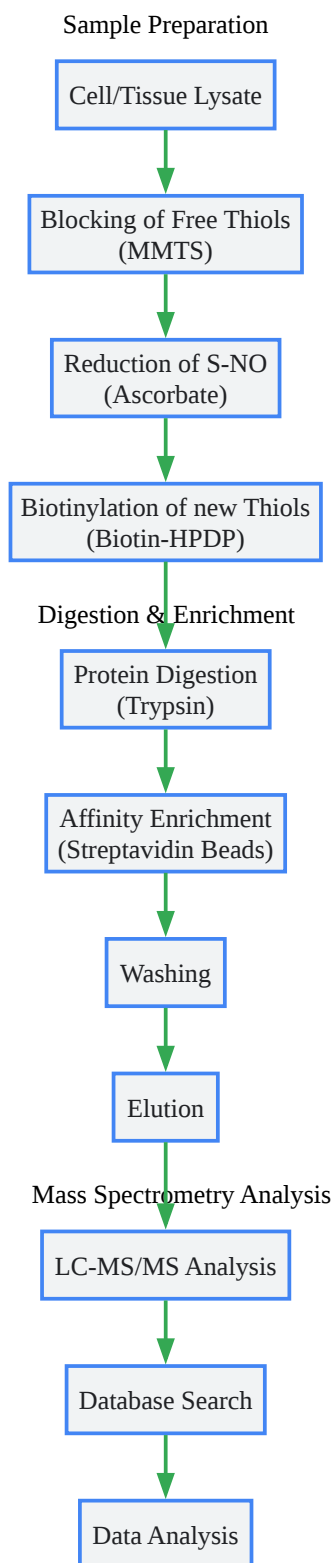 Sample Preparation
Cell/Tissue Lysate
Blocking of Free Thiols
(MMTS)
Reduction of S-NO
(Ascorbate)
Biotinylation of new Thiols
(Biotin-HPDP)
Digestion & Enrichment
Protein Digestion
(Trypsin)
Affinity Enrichment
(Streptavidin Beads)
Washing
Elution
Mass Spectrometry Analysis
LC-MS/MS Analysis
Database Search
Data Analysis